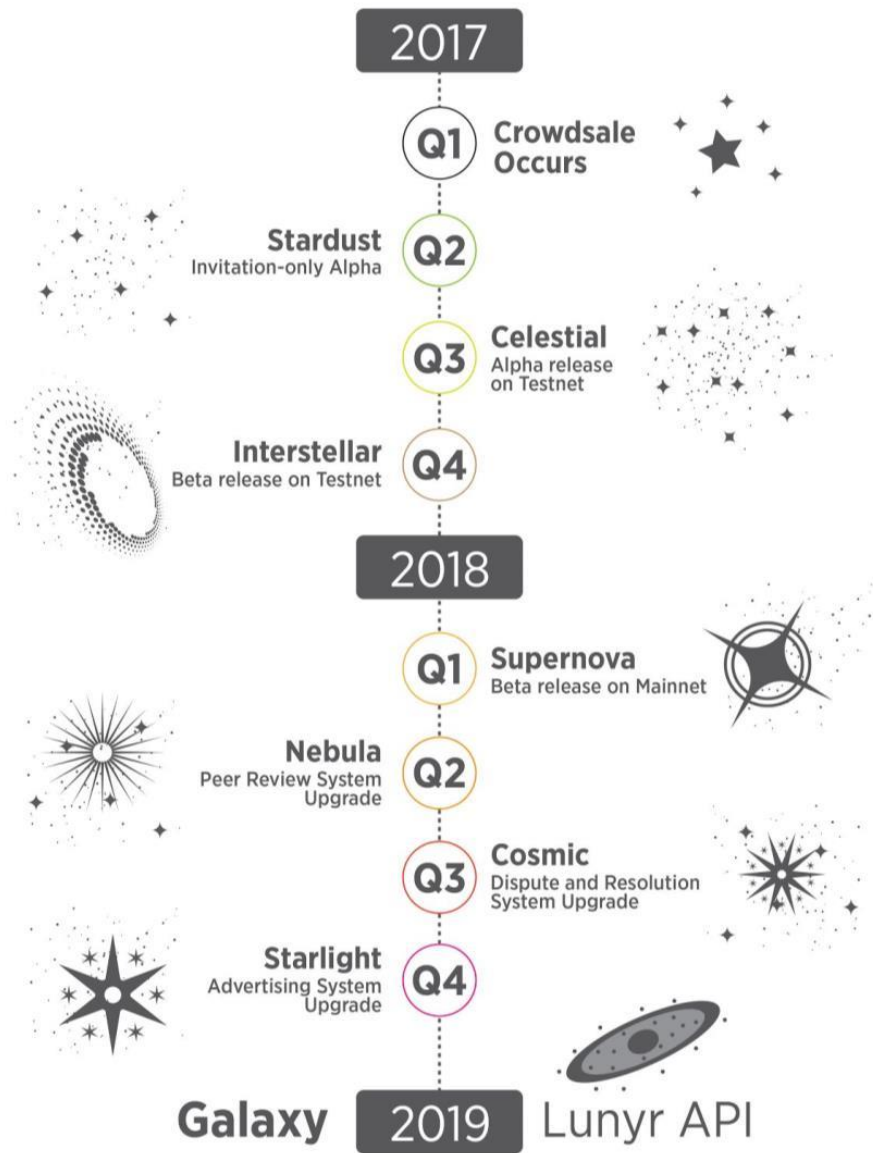 2017
Q1
Crowdsale
Occurs
Stardust
Invitation-only Alpha
Q2
Q3
Celestial
Alpha release
on Testnet
Interstellar
Beta release on Testnet
Q4
2018
Q1
Supernova
Beta release on Mainnet
Nebula
Peer Review System
Upgrade
Q2
Q3
Cosmic
Dispute and Resolution
System Upgrade
Starlight
Advertising System
Upgrade
Q4
Galaxy 2019 Lunyr API